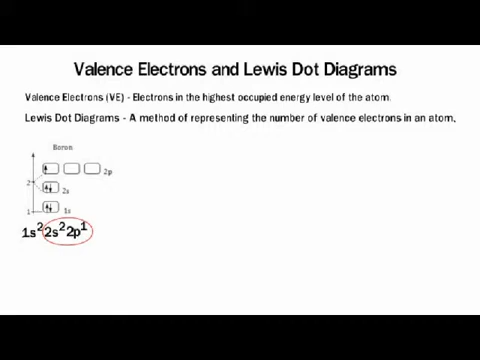 Valence Electrons and Lewis Dot Diagrams
Valence Electrons (VE) - Electrons in the highest occupied energy level of the atom.
Lewis Dot Diagrams - A method of representing the number of valence electrons in an atom.
Boron
2p
2
2s
1
1s
1s²2s²2p¹